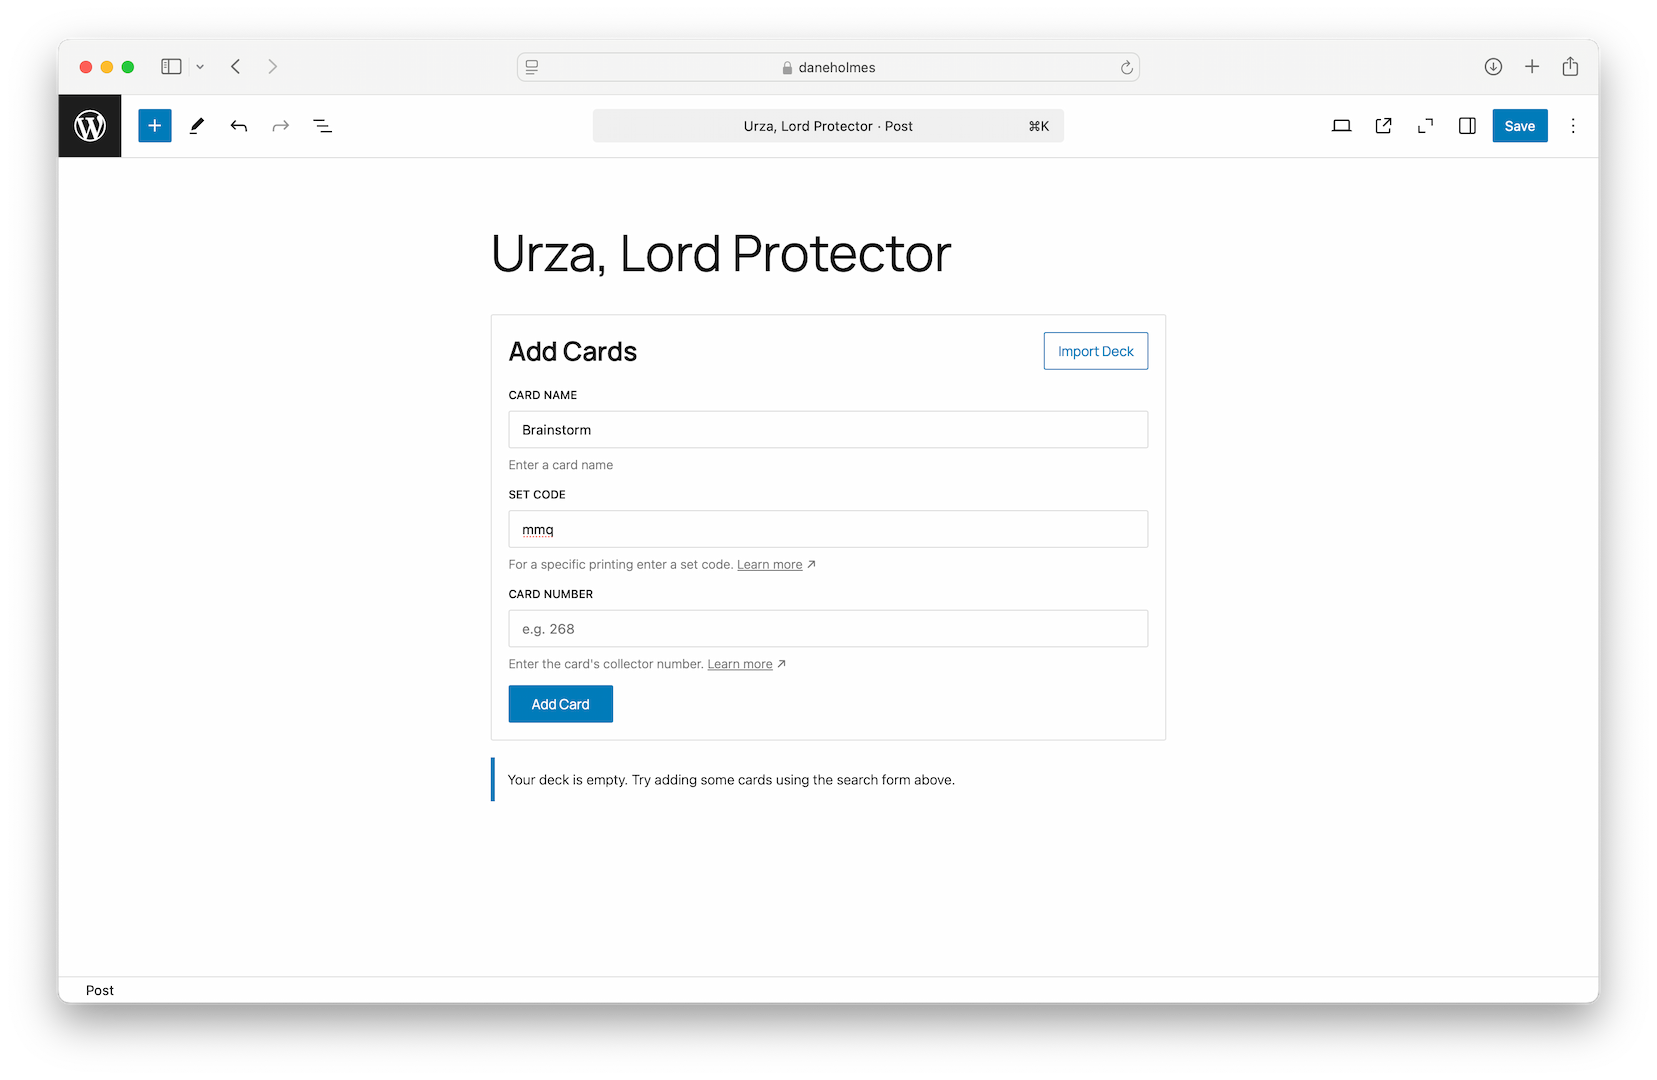 daneholmes
Urza, Lord Protector · Post ⌘K
Save
Urza, Lord Protector
Add Cards
Import Deck
CARD NAME
Brainstorm
Enter a card name
SET CODE
mmq
For a specific printing enter a set code. Learn more ↗
CARD NUMBER
e.g. 268
Enter the card's collector number. Learn more ↗
Add Card
Your deck is empty. Try adding some cards using the search form above.
Post